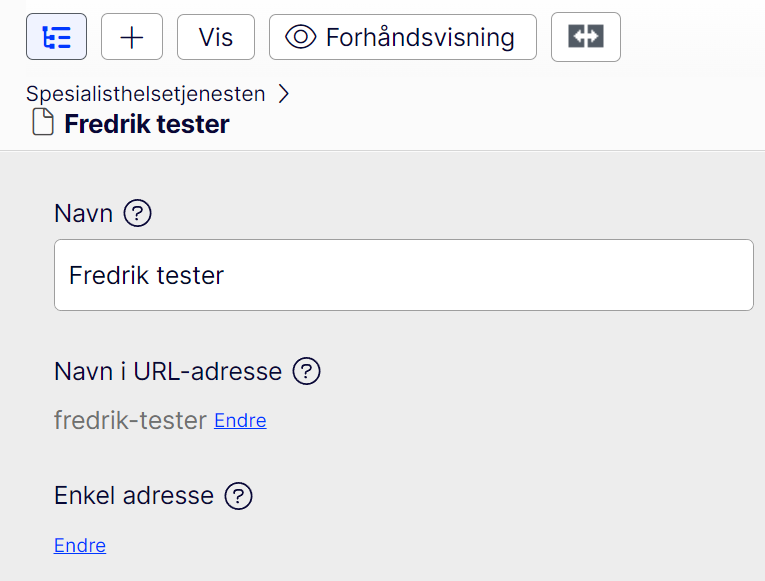 Vis Forhåndsvisning
Spesialisthelsetjenesten
Fredrik tester
Navn ?
Fredrik tester
Navn i URL-adresse ?
fredrik-tester Endre
Enkel adresse ?
Endre